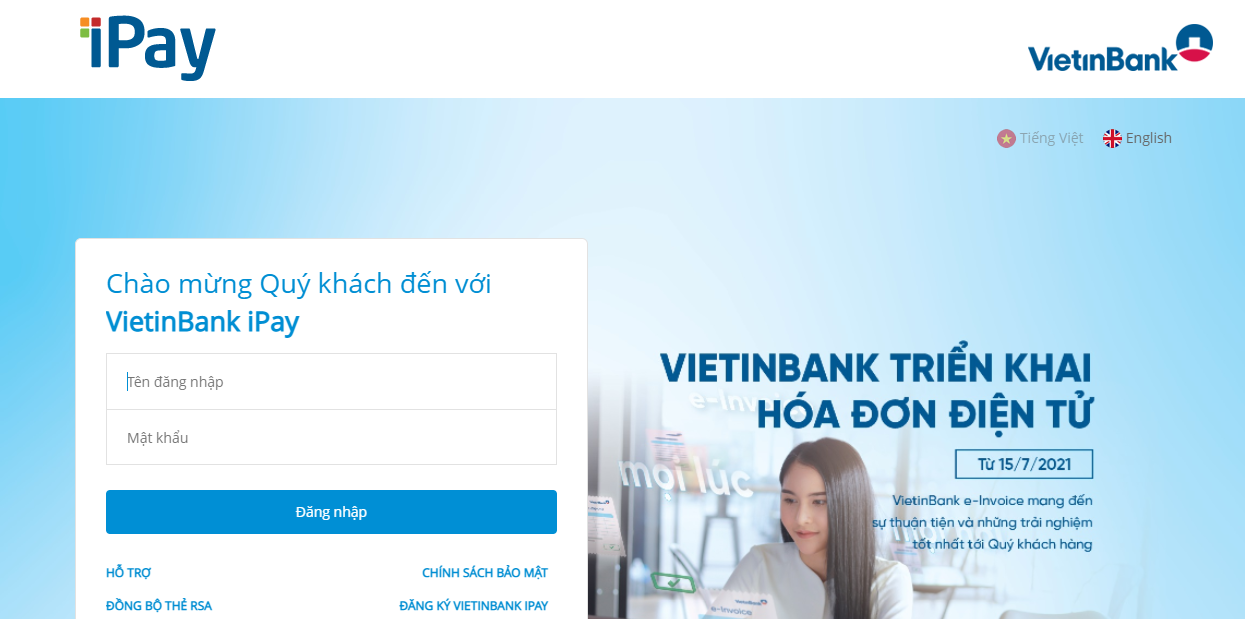 iPay
VietinBank
Tiếng Việt
English
Chào mừng Quý khách đến với
VietinBank iPay
Tên đăng nhập
Mật khẩu
Đăng nhập
HỖ TRỢ
CHÍNH SÁCH BẢO MẬT
ĐỒNG BỘ THẺ RSA
ĐĂNG KÝ VIETINBANK IPAY
VIETINBANK TRIỂN KHAI
e-Invoice
HÓA ĐƠN ĐIỆN TỬ
Từ 15/7/2021
mọi lúc
VietinBank e-Invoice mang đến
sự thuận tiện và những trải nghiệm
tốt nhất tới Quý khách hàng
e-Invoice